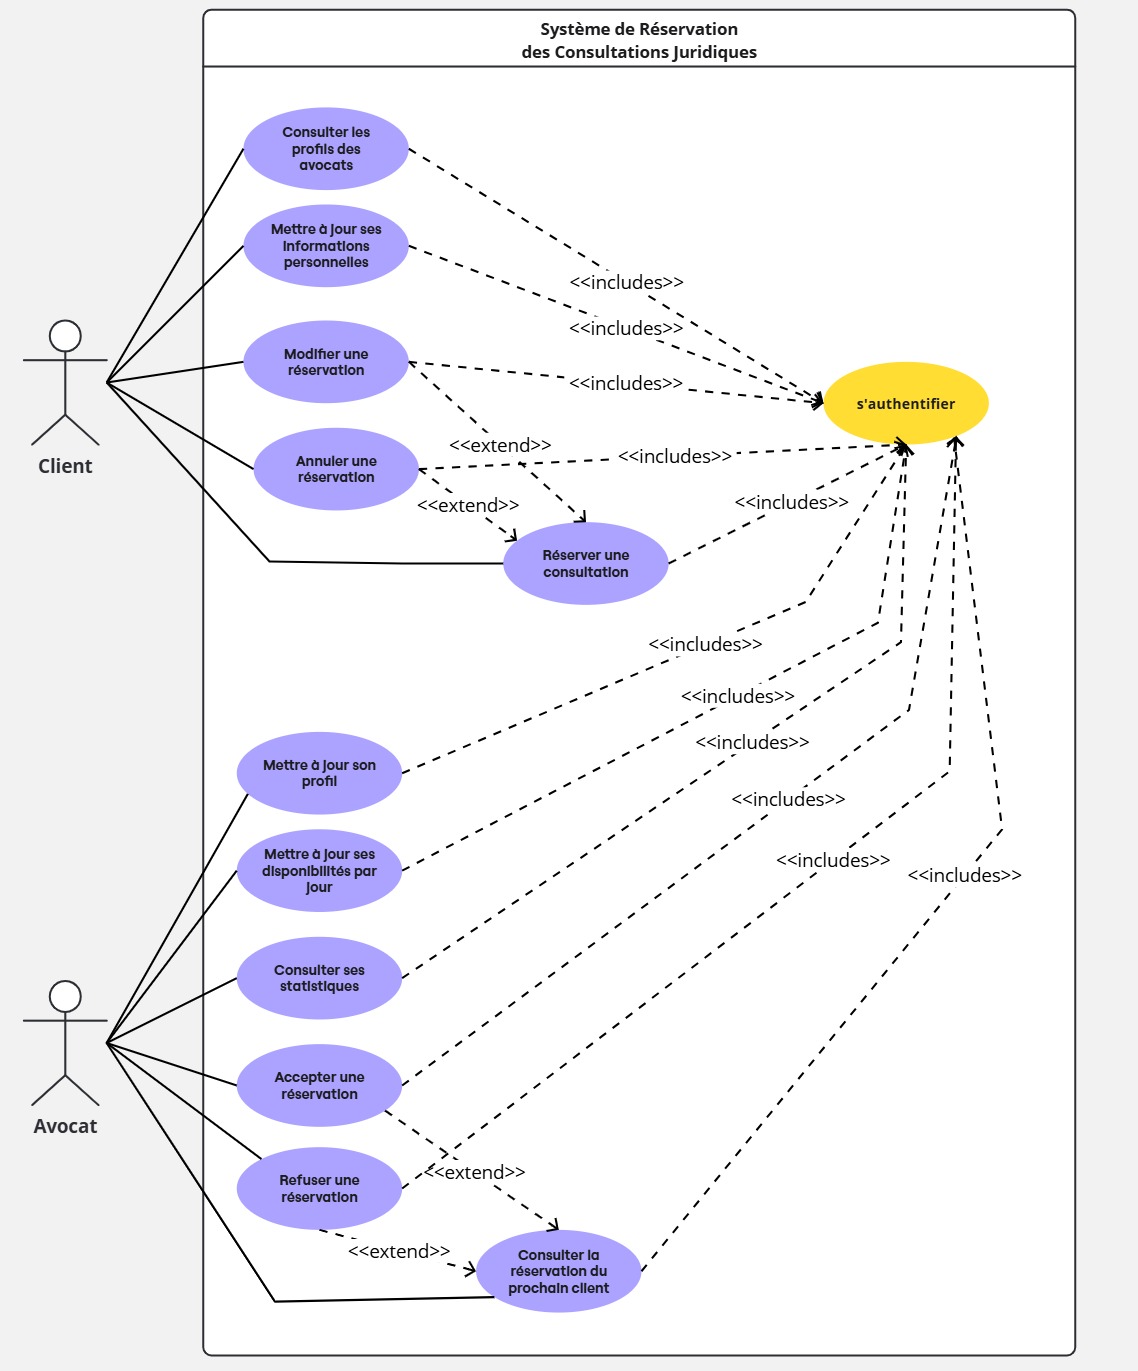 Système de Réservation
des Consultations Juridiques
Consulter les
profils des
avocats
Mettre à jour ses
informations
personnelles
<<includes>>
<<includes>>
Modifier une
réservation
<<includes>>
s'authentifier
<<extend>>
<<includes>>
Client
Annuler une
réservation
<<extend>>
<<includes>>
Réserver une
consultation
<<includes>>
<<includes>>
<<includes>>
Mettre à jour son
profil
<<includes>>
Mettre à jour ses
disponibilités par
jour
<<includes>>
<<includes>>
Consulter ses
statistiques
Accepter une
réservation
Avocat
<<extend>>
Refuser une
réservation
<<extend>>
Consulter la
réservation du
prochain client